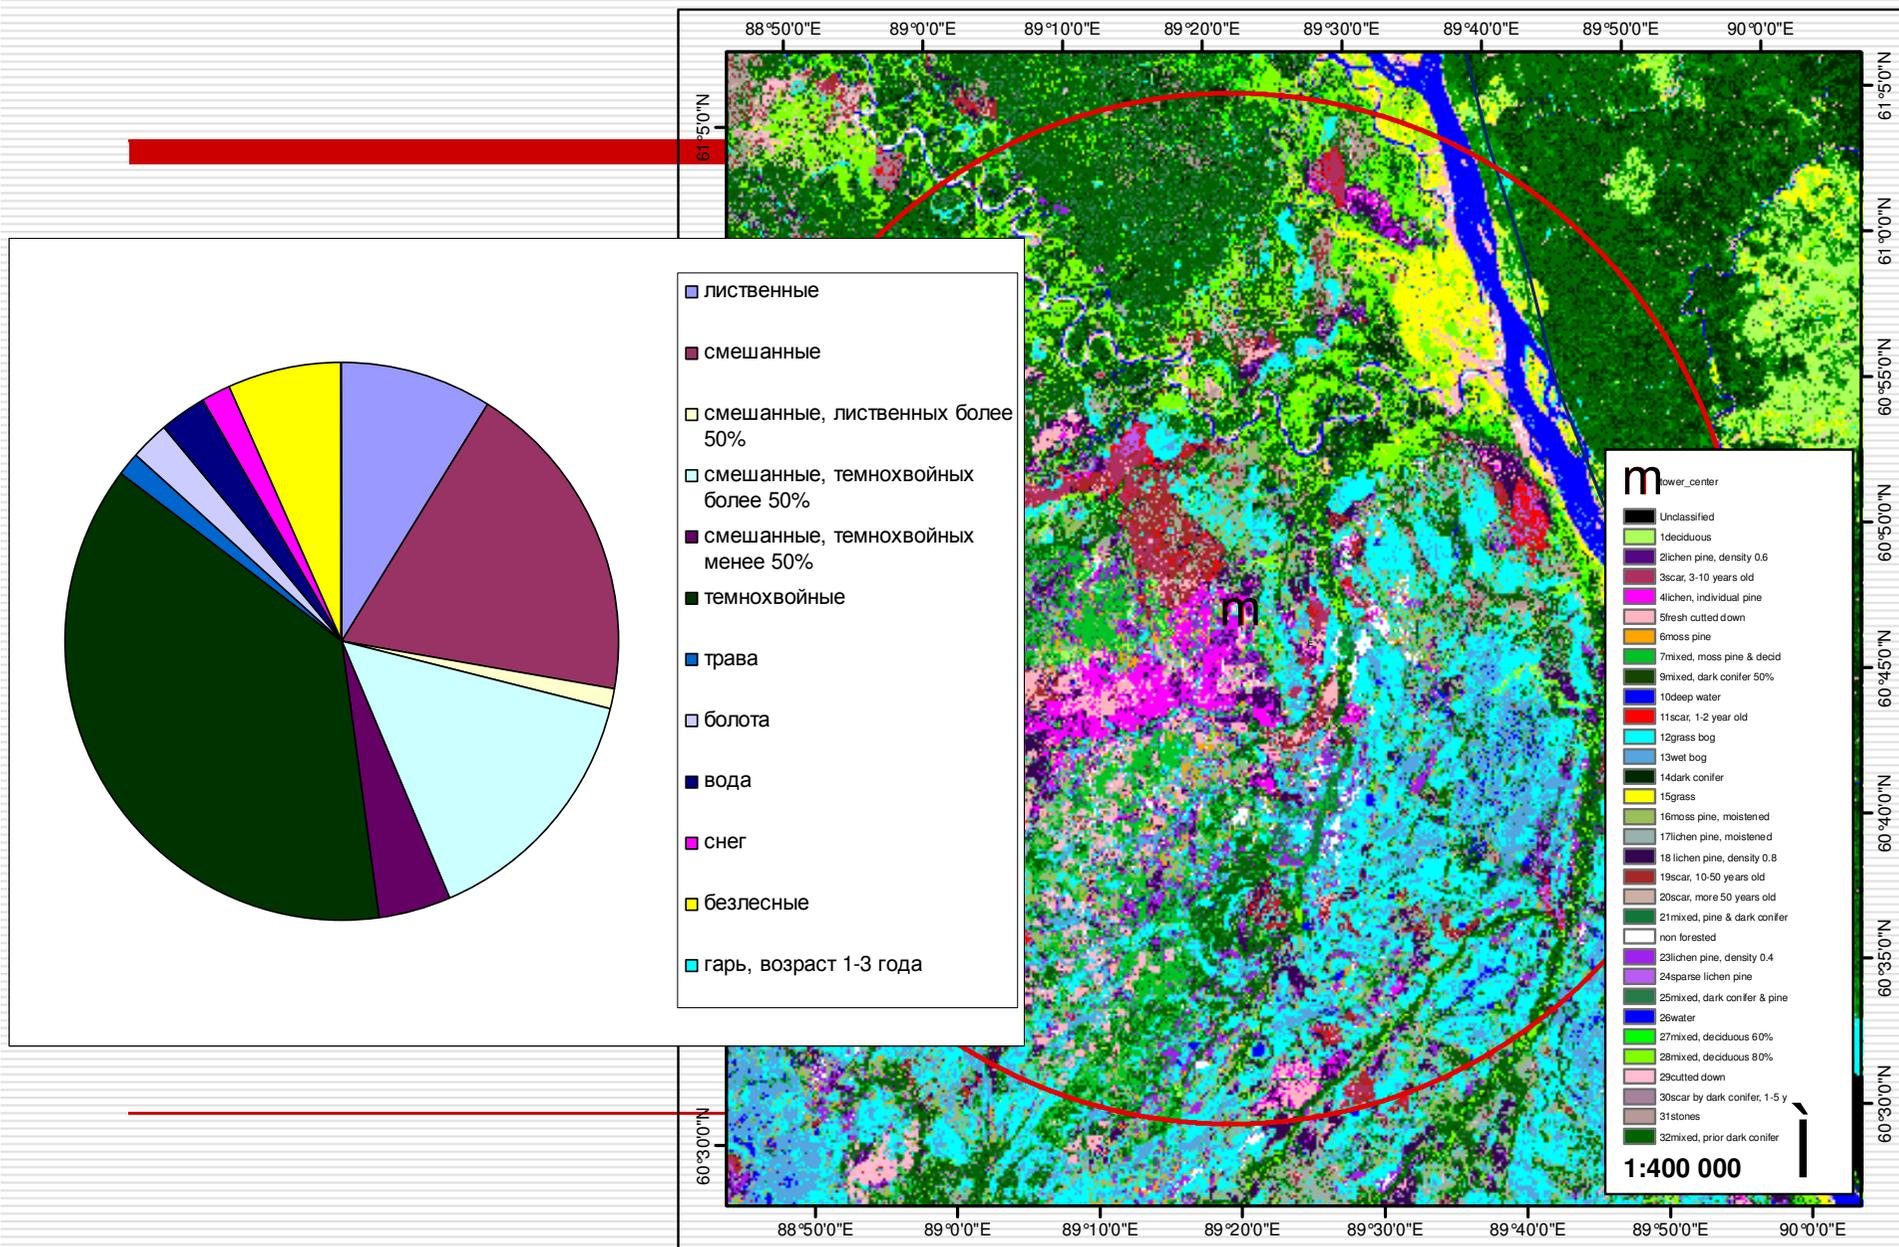 88°50'0"E
89°0'0"E
89°10'0"E
89°20'0"E
89°30'0"E
89°40'0"E
89°50'0"E
90°0'0"E
61°5'0"N
61°5'0"N
61°0'0"N
60°55'0"N
60°50'0"N
60°45'0"N
60°40'0"N
60°35'0"N
60°30'0"N
60°30'0"N
лиственные
смешанные
смешанные, лиственных более
50%
смешанные, темнохвойных
более 50%
смешанные, темнохвойных
менее 50%
темнохвойные
трава
болота
вода
снег
безлесные
гарь, возраст 1-3 года
m
m
tower_center
Unclassified
1deciduous
2lichen pine, density 0.6
3scar, 3-10 years old
4lichen, individual pine
5fresh cutted down
6moss pine
7mixed, moss pine & decid
9mixed, dark conifer 50%
10deep water
11scar, 1-2 year old
12grass bog
13wet bog
14dark conifer
15grass
16moss pine, moistened
17lichen pine, moistened
18 lichen pine, density 0.8
19scar, 10-50 years old
20scar, more 50 years old
21mixed, pine & dark conifer
non forested
23lichen pine, density 0.4
24sparse lichen pine
25mixed, dark conifer & pine
26water
27mixed, deciduous 60%
28mixed, deciduous 80%
29cutted down
30scar by dark conifer, 1-5 y
31stones
32mixed, prior dark conifer
1:400 000
88°50'0"E
89°0'0"E
89°10'0"E
89°20'0"E
89°30'0"E
89°40'0"E
89°50'0"E
90°0'0"E